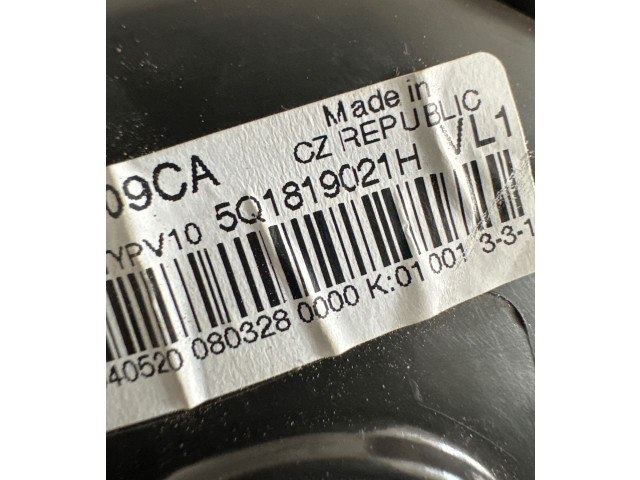 Made in
CZ REPUBLIC
09CA
5Q1819021H VL1
YPV10
40520 080328 0000 K:01 001 3-3-1